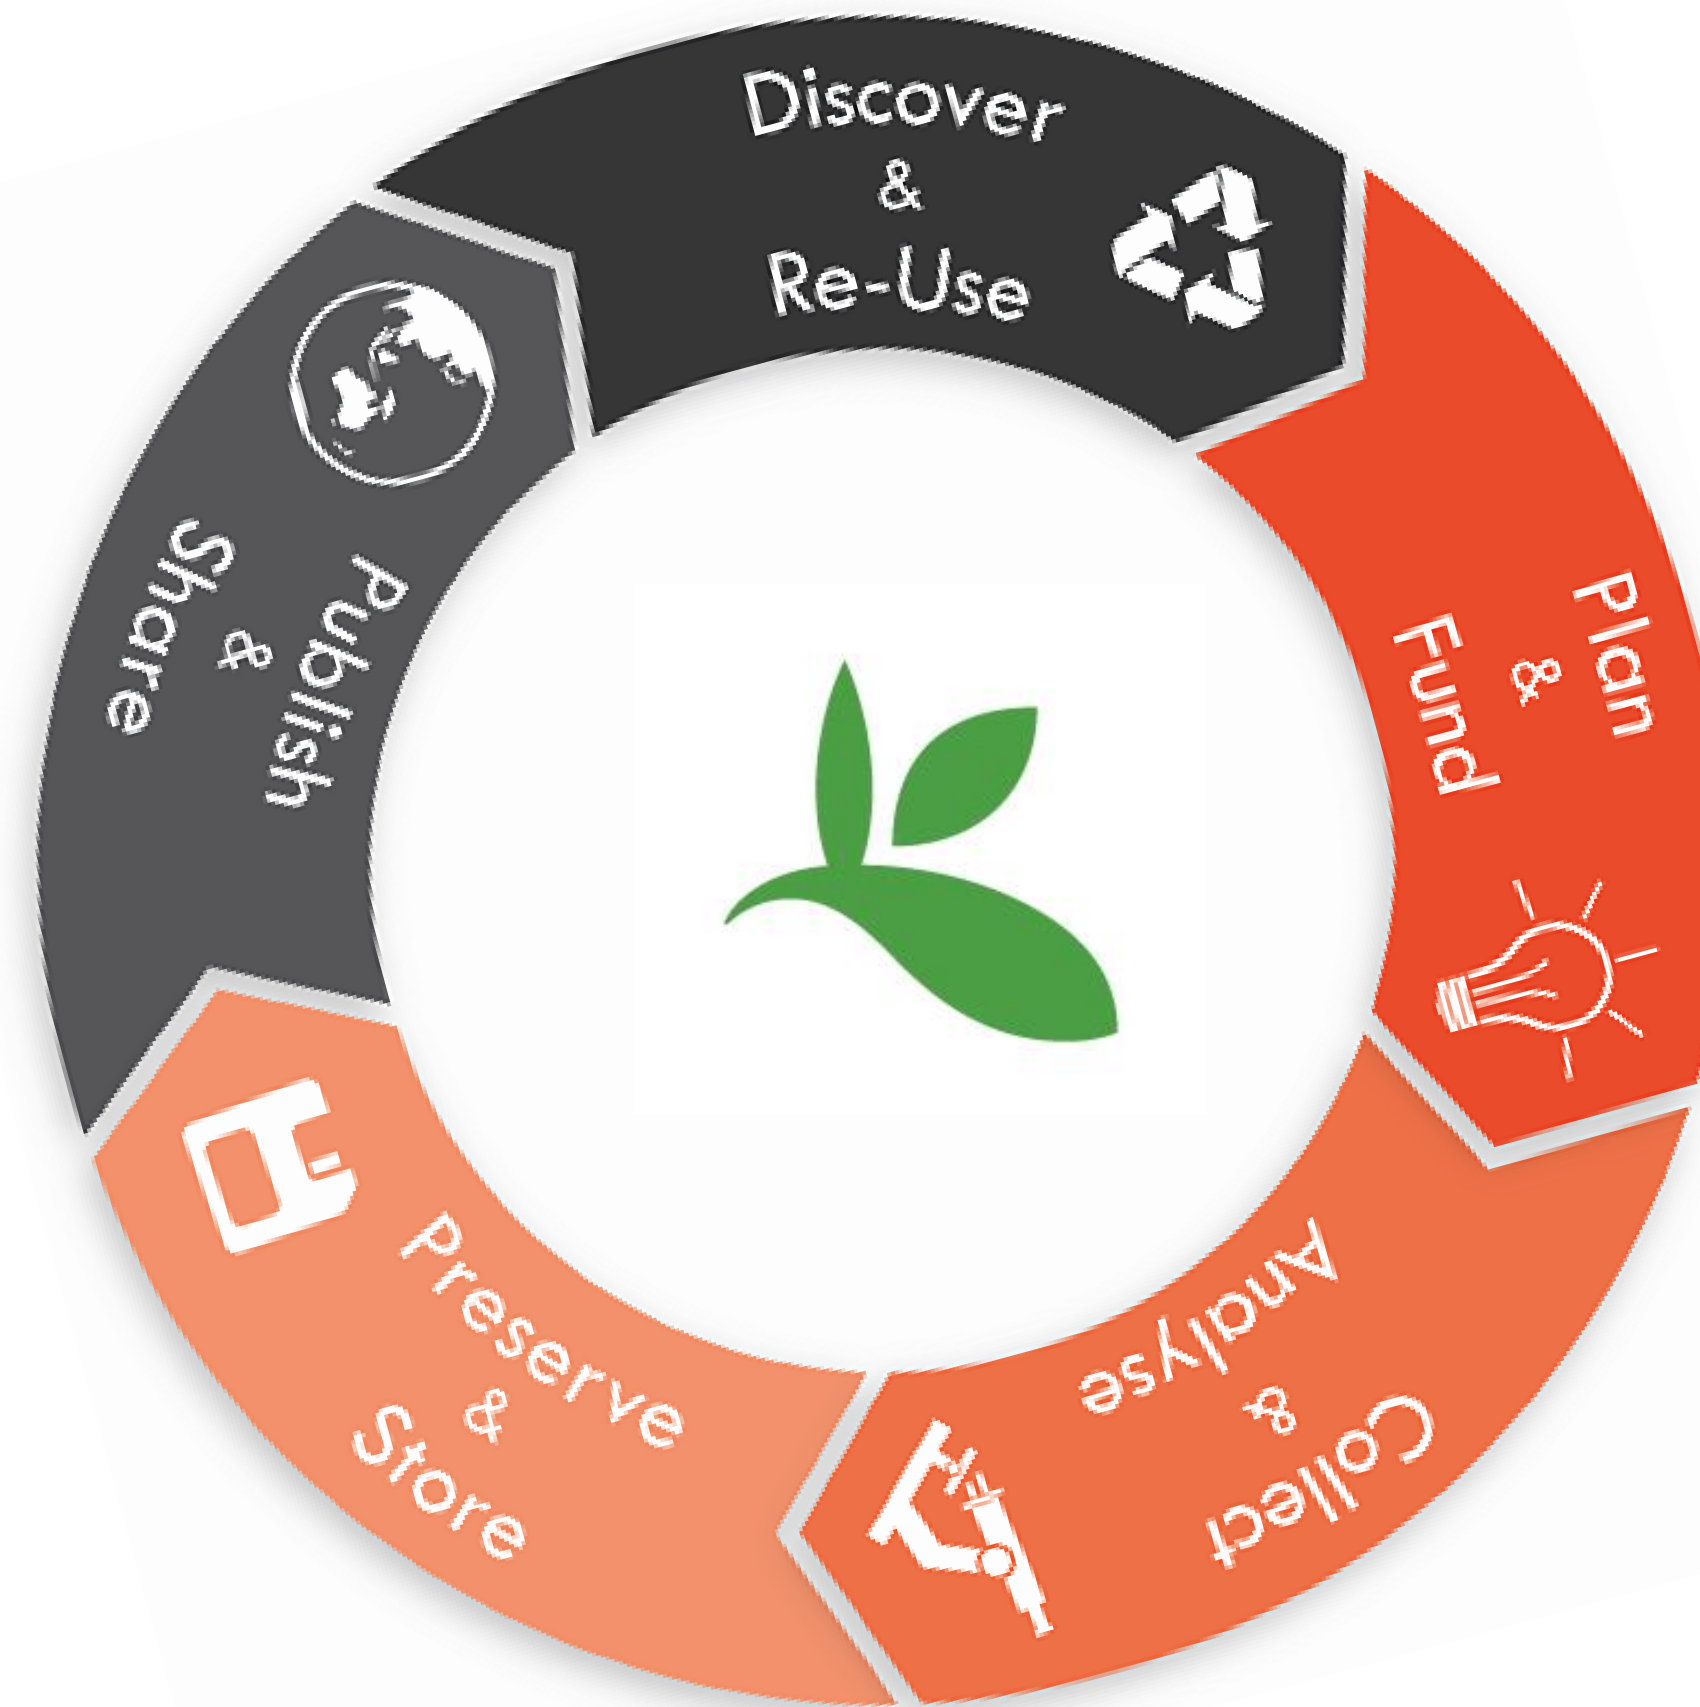 Discover
&
Re-Use
Plan
&
Fund
Collect
&
Analyse
Preserve
&
Store
Share
&
Publish